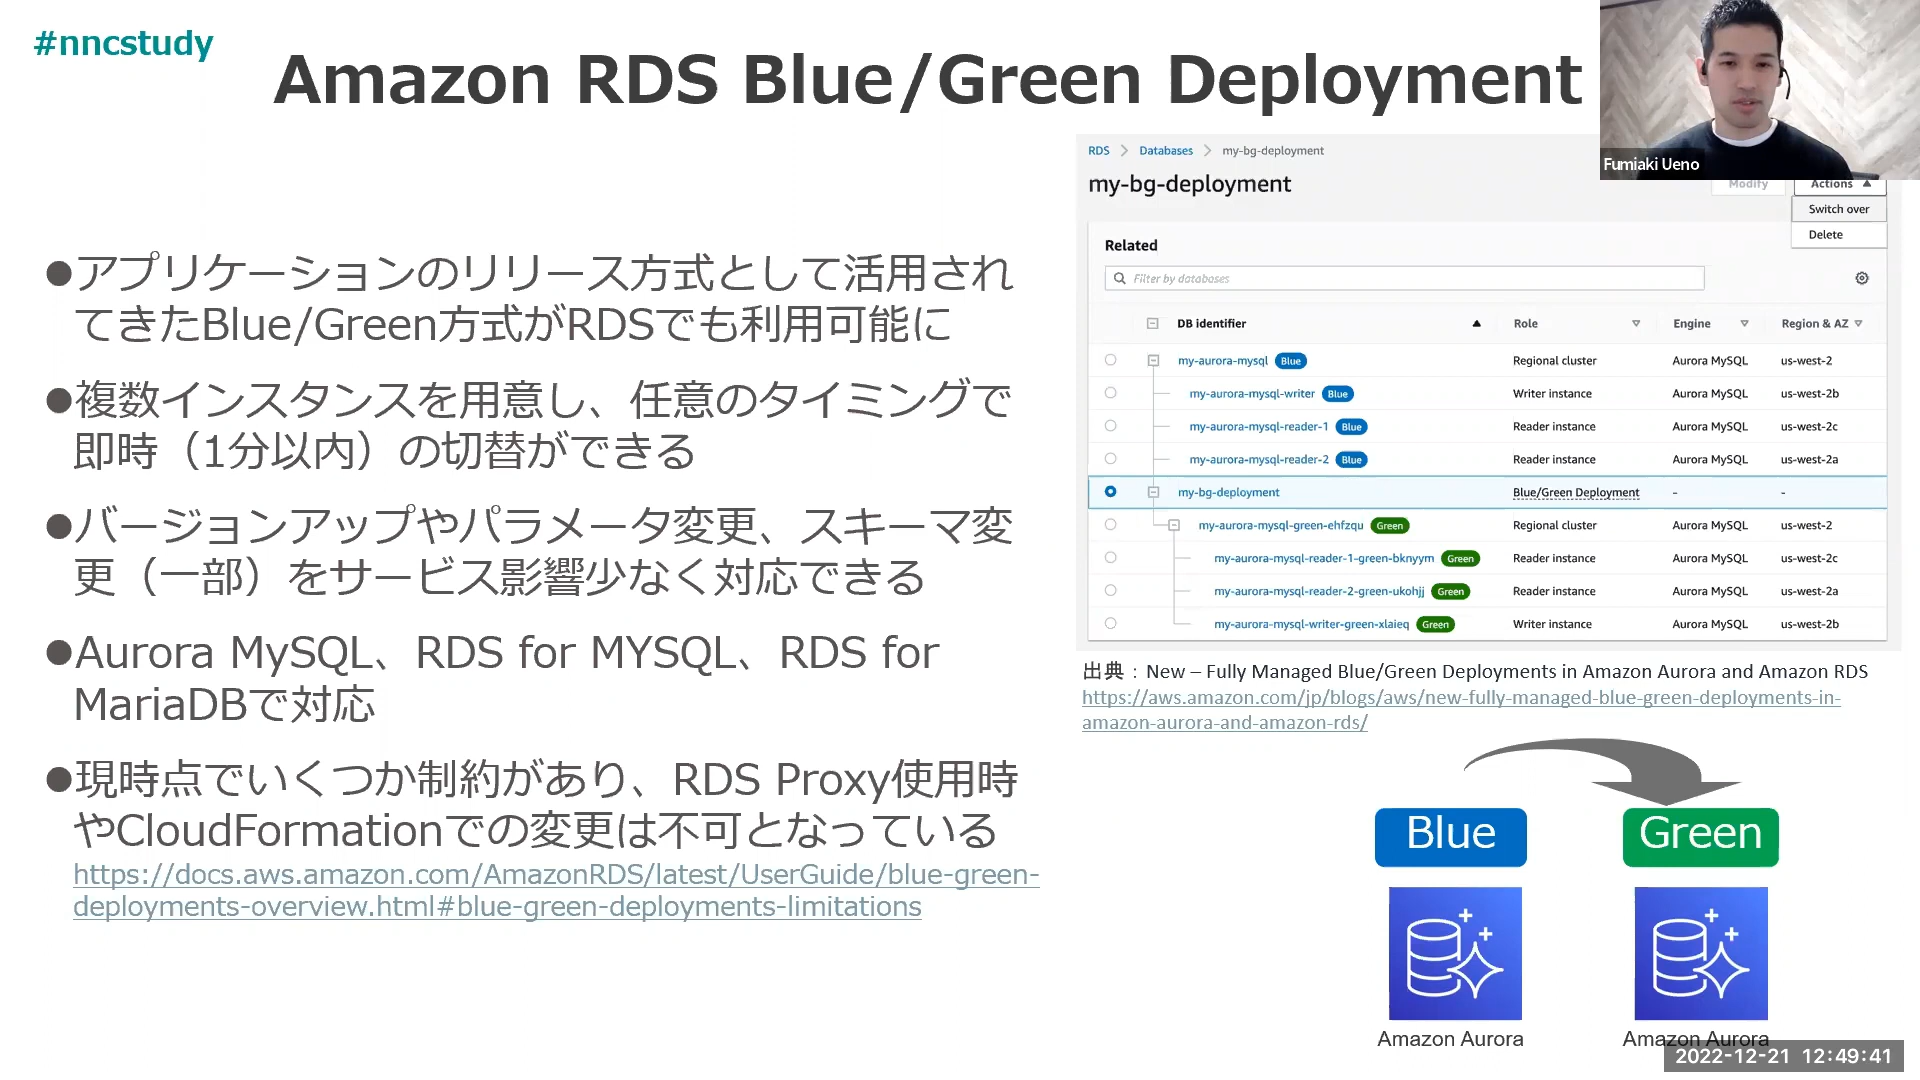 #nncstudy
Amazon RDS Blue/Green Deployment
Fumiaki Ueno
●アプリケーションのリリース方式として活用され
てきたBlue/Green方式がRDSでも利用可能に
●複数インスタンスを用意し、任意のタイミングで
即時（1分以内）の切替ができる
●バージョンアップやパラメータ変更、スキーマ変
更（一部）をサービス影響少なく対応できる
●Aurora MySQL、RDS for MYSQL、RDS for
MariaDBで対応
●現時点でいくつか制約があり、RDS Proxy使用時
やCloudFormationでの変更は不可となっている
https://docs.aws.amazon.com/AmazonRDS/latest/UserGuide/blue-green-
deployments-overview.html#blue-green-deployments-limitations
RDS > Databases > my-bg-deployment
my-bg-deployment
Modify Actions
Switch over
Delete
Related
Filter by databases
DB identifier Role Engine Region & AZ
my-aurora-mysql Blue Regional cluster Aurora MySQL us-west-2
my-aurora-mysql-writer Blue Writer instance Aurora MySQL us-west-2b
my-aurora-mysql-reader-1 Blue Reader instance Aurora MySQL us-west-2c
my-aurora-mysql-reader-2 Blue Reader instance Aurora MySQL us-west-2a
my-bg-deployment Blue/Green Deployment - -
my-aurora-mysql-green-ehfzqu Green Regional cluster Aurora MySQL us-west-2
my-aurora-mysql-reader-1-green-bknyym Green Reader instance Aurora MySQL us-west-2c
my-aurora-mysql-reader-2-green-ukohjj Green Reader instance Aurora MySQL us-west-2a
my-aurora-mysql-writer-green-xlaieq Green Writer instance Aurora MySQL us-west-2b
出典：New – Fully Managed Blue/Green Deployments in Amazon Aurora and Amazon RDS
https://aws.amazon.com/jp/blogs/aws/new-fully-managed-blue-green-deployments-in-
amazon-aurora-and-amazon-rds/
Blue Green
Amazon Aurora Amazon Aurora
2022-12-21 12:49:41